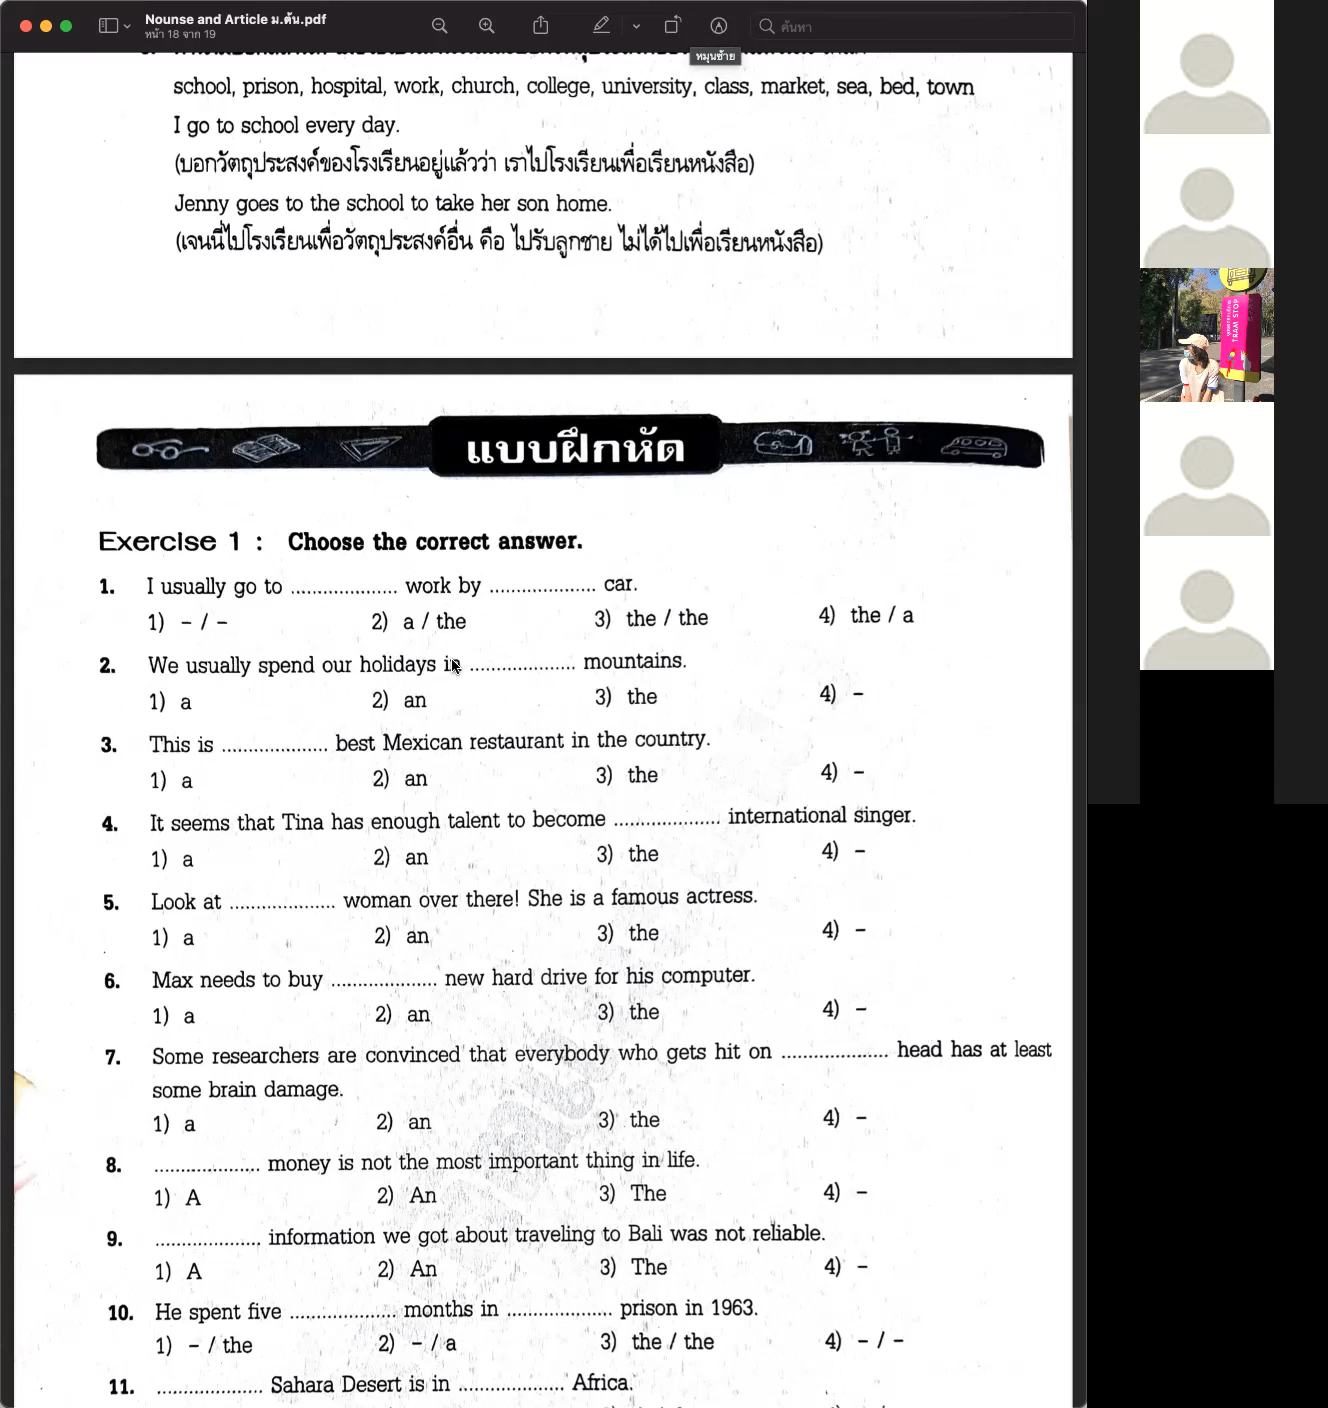 Nounse and Article ม.ต้น.pdf
หน้า 18 จาก 19
ค้นหา
หมุนซ้าย
school, prison, hospital, work, church, college, university, class, market, sea, bed, town
I go to school every day.
(บอกวัตถุประสงค์ของโรงเรียนอยู่แล้วว่า เราไปโรงเรียนเพื่อเรียนหนังสือ)
Jenny goes to the school to take her son home.
(เจนนี่ไปโรงเรียนเพื่อวัตถุประสงค์อื่น คือ ไปรับลูกชาย ไม่ได้ไปเพื่อเรียนหนังสือ)
TRAM STOP
แบบฝึกหัด
Exercise 1 : Choose the correct answer.
1. I usually go to .................... work by .................... car.
1) – / – 2) a / the 3) the / the 4) the / a
2. We usually spend our holidays in .................... mountains.
1) a 2) an 3) the 4) –
3. This is .................... best Mexican restaurant in the country.
1) a 2) an 3) the 4) –
4. It seems that Tina has enough talent to become .................... international singer.
1) a 2) an 3) the 4) –
5. Look at .................... woman over there! She is a famous actress.
1) a 2) an 3) the 4) –
6. Max needs to buy .................... new hard drive for his computer.
1) a 2) an 3) the 4) –
7. Some researchers are convinced that everybody who gets hit on .................... head has at least
some brain damage.
1) a 2) an 3) the 4) –
8. .................... money is not the most important thing in life.
1) A 2) An 3) The 4) –
9. .................... information we got about traveling to Bali was not reliable.
1) A 2) An 3) The 4) –
10. He spent five .................... months in .................... prison in 1963.
1) – / the 2) – / a 3) the / the 4) – / –
11. .................... Sahara Desert is in .................... Africa.